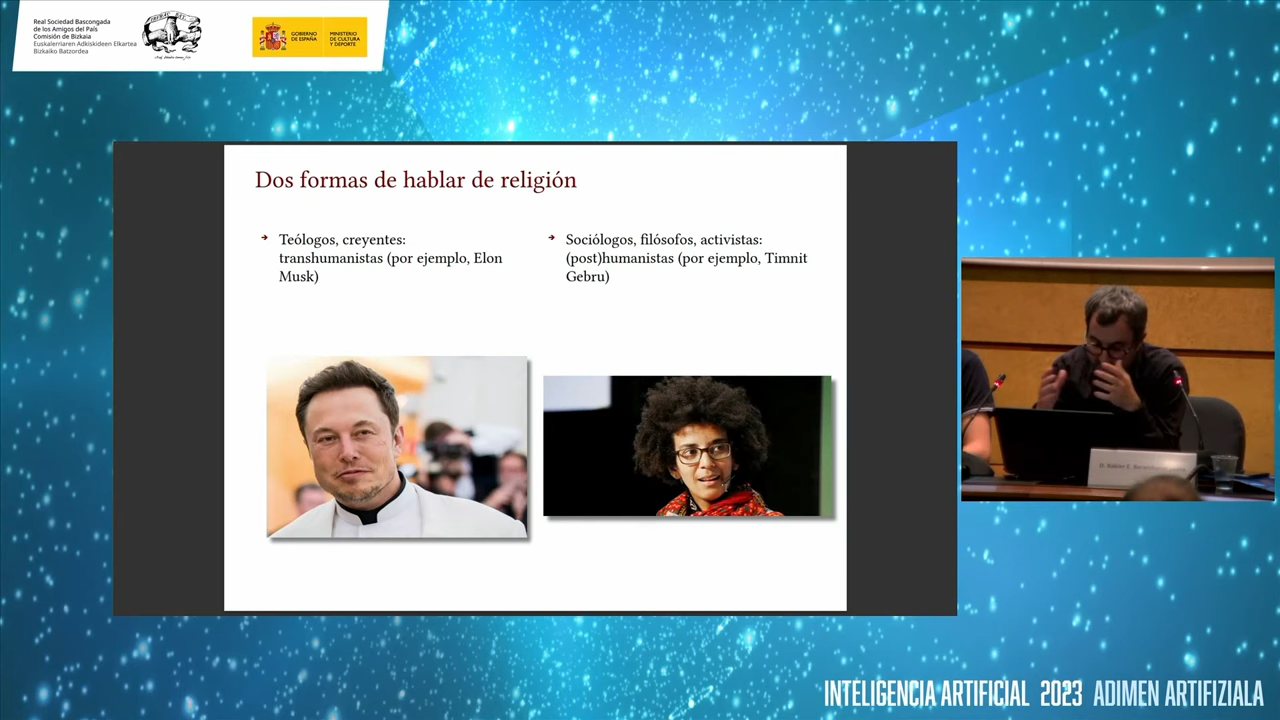 Real Sociedad Bascongada
de los Amigos del País
Comisión de Bizkaia
Euskalerriaren Adkiskideen Elkartea
Bizkaiko Batzordea
GOBIERNO
DE ESPAÑA
MINISTERIO
DE CULTURA
Y DEPORTE
Dos formas de hablar de religión
➔ Teólogos, creyentes:
transhumanistas (por ejemplo, Elon
Musk)
➔ Sociólogos, filósofos, activistas:
(post)humanistas (por ejemplo, Timnit
Gebru)
INTELIGENCIA ARTIFICIAL 2023 ADIMEN ARTIFIZIALA